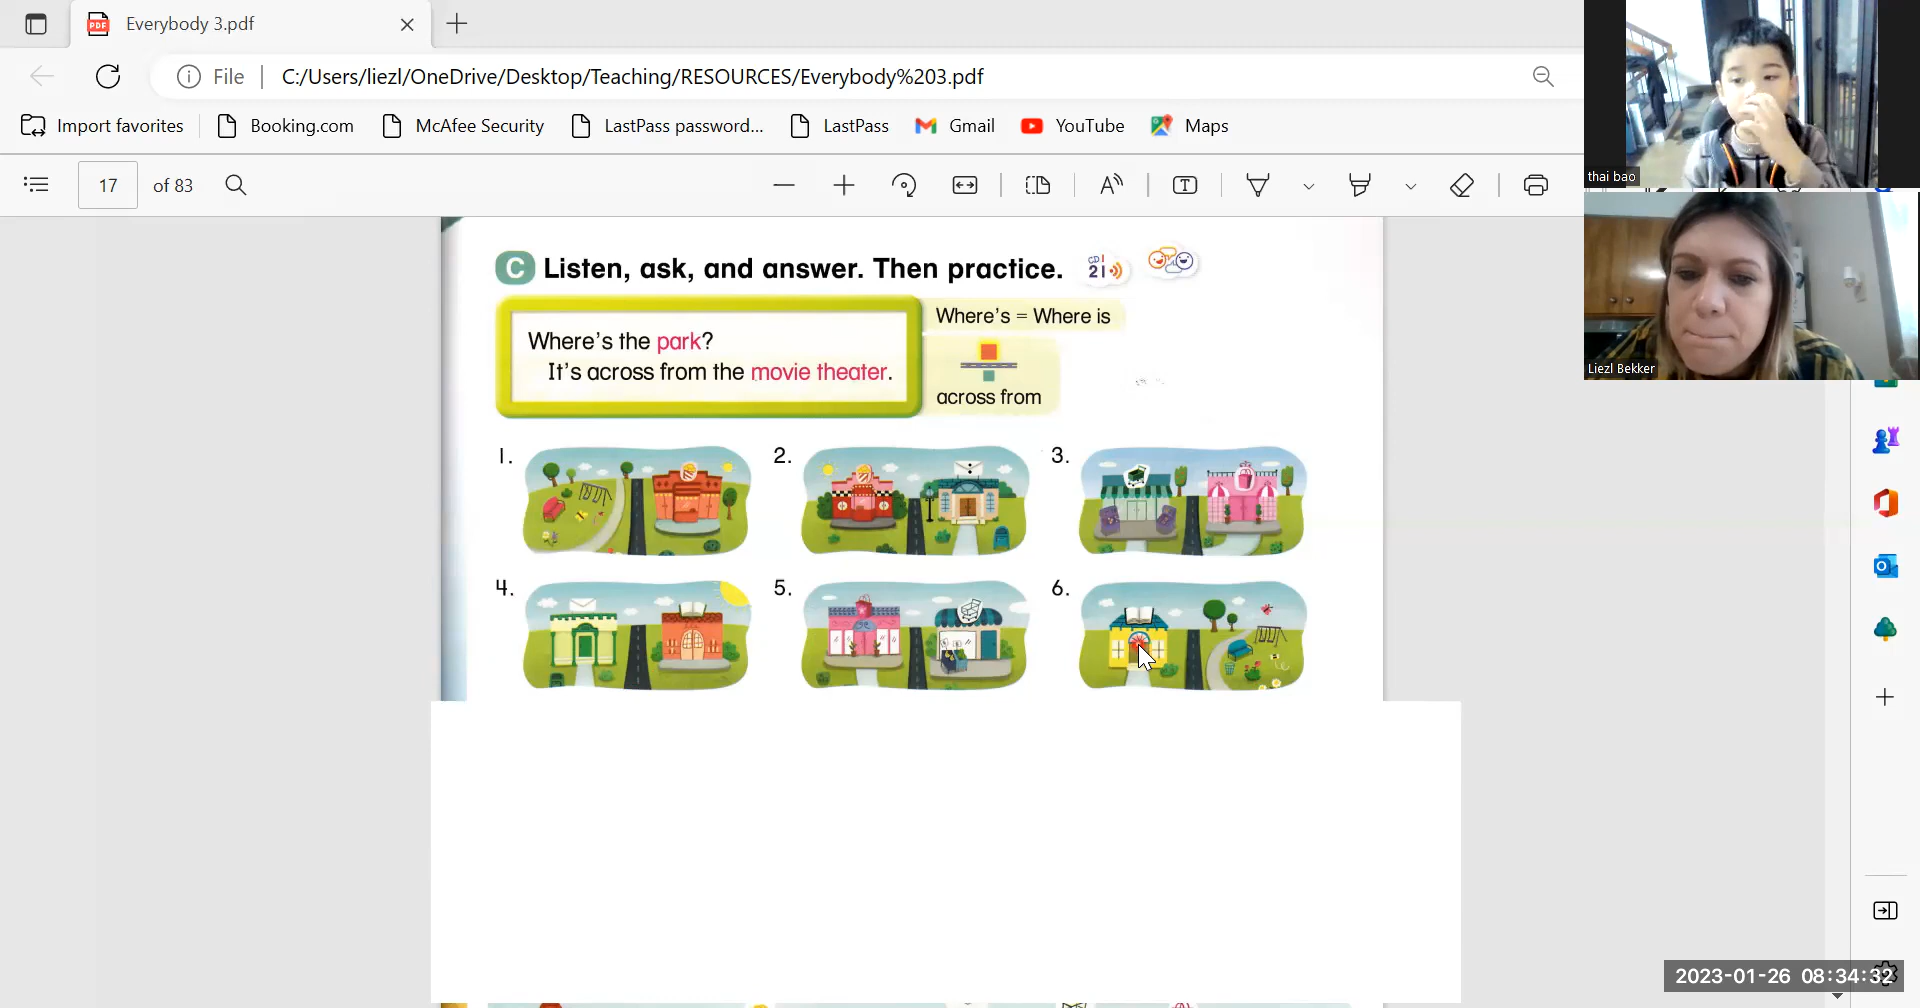 Everybody 3.pdf
File
C:/Users/liezl/OneDrive/Desktop/Teaching/RESOURCES/Everybody%203.pdf
Import favorites
Booking.com
McAfee Security
LastPass password...
LastPass
Gmail
YouTube
Maps
17 of 83
thai bao
Liezl Bekker
C Listen, ask, and answer. Then practice.
CD1
21
Where's the park?
It's across from the movie theater.
Where's = Where is
across from
1.
2.
3.
4.
5.
6.
2023-01-26 08:34:32